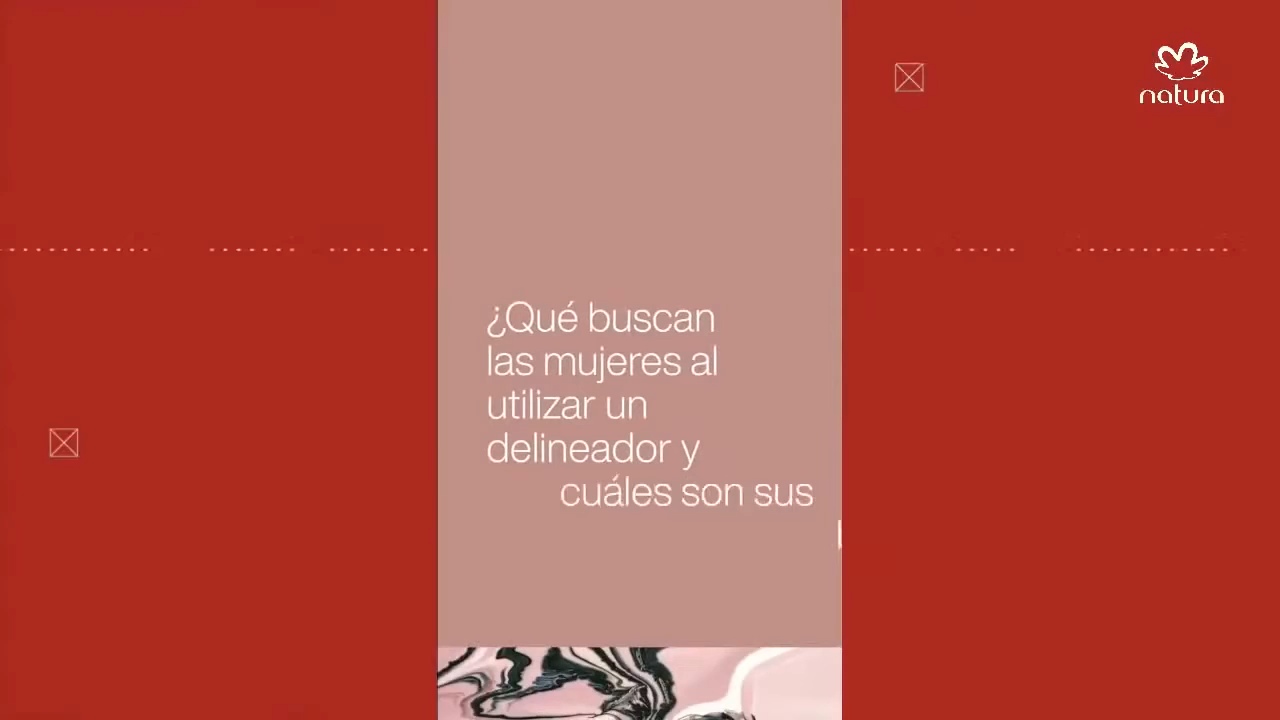 natura
¿Qué buscan
las mujeres al
utilizar un
delineador y
cuáles son sus